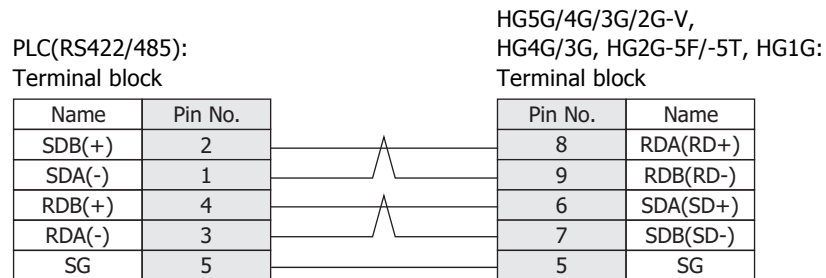 HG5G/4G/3G/2G-V,
PLC(RS422/485): HG4G/3G, HG2G-5F/-5T, HG1G:
Terminal block Terminal block
Name Pin No. Pin No. Name
SDB(+) 2 8 RDA(RD+)
SDA(-) 1 9 RDB(RD-)
RDB(+) 4 6 SDA(SD+)
RDA(-) 3 7 SDB(SD-)
SG 5 5 SG